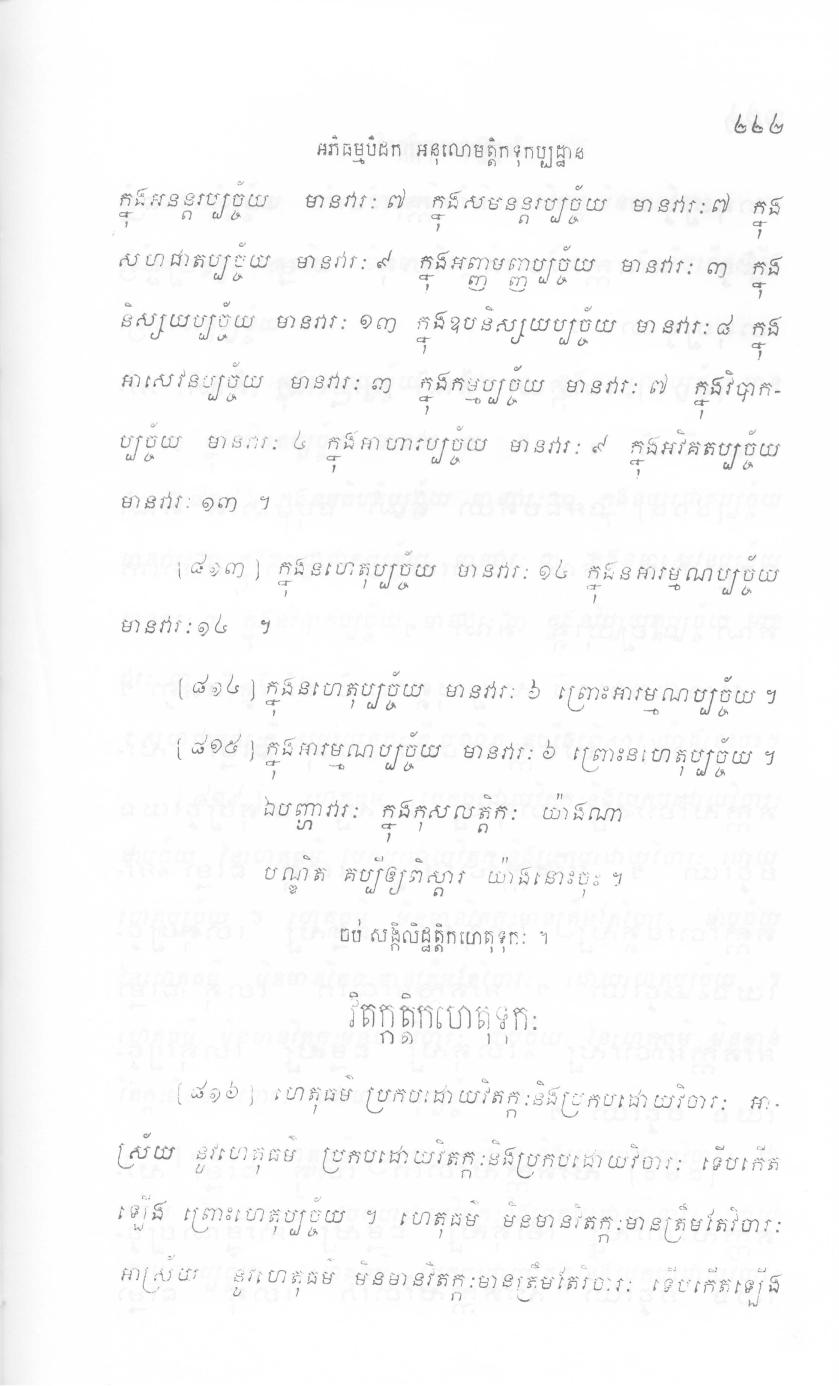 ២២២
អភិធម្មបិដក អនុលោមត្តិកទុកប្បដ្ឋាន
ក្នុងអនន្តរប្បច្ច័យ មានវារៈ ៧ ក្នុងសមនន្តរប្បច្ច័យ មានវារៈ ៧ ក្នុង
សហជាតប្បច្ច័យ មានវារៈ ៩ ក្នុងអញ្ញមញ្ញប្បច្ច័យ មានវារៈ ៣ ក្នុង
និស្សយប្បច្ច័យ មានវារៈ ១៣ ក្នុងឧបនិស្សយប្បច្ច័យ មានវារៈ ៨ ក្នុង
អាសេវនប្បច្ច័យ មានវារៈ ៣ ក្នុងកម្មប្បច្ច័យ មានវារៈ ៧ ក្នុងវិបាក-
ប្បច្ច័យ មានវារៈ ៤ ក្នុងអាហារប្បច្ច័យ មានវារៈ ៩ ក្នុងអវិគតប្បច្ច័យ
មានវារៈ ១៣ ។
[៨១៣] ក្នុងនហេតុប្បច្ច័យ មានវារៈ ១៤ ក្នុងនអារម្មណប្បច្ច័យ
មានវារៈ ១៤ ។
[៨១៤] ក្នុងនហេតុប្បច្ច័យ មានវារៈ ៦ ព្រោះអារម្មណប្បច្ច័យ ។
[៨១៥] ក្នុងអារម្មណប្បច្ច័យ មានវារៈ ៦ ព្រោះនហេតុប្បច្ច័យ ។
ឯបញ្ហាវារៈ ក្នុងកុសលត្តិកៈ យ៉ាងណា
បណ្ឌិត គប្បីឲ្យពិស្តារ យ៉ាងនោះចុះ ។
ចប់ សង្កិលិដ្ឋត្តិកហេតុទុកៈ ។
វិតក្កត្តិកហេតុទុកៈ
[៨១៦] ហេតុធម៌ ប្រកបដោយវិតក្កៈនិងប្រកបដោយវិចារៈ អា-
ស្រ័យ នូវហេតុធម៌ ប្រកបដោយវិតក្កៈនិងប្រកបដោយវិចារៈ ទើបកើត
ឡើង ព្រោះហេតុប្បច្ច័យ ។ ហេតុធម៌ មិនមានវិតក្កៈមានត្រឹមតែវិចារៈ
អាស្រ័យ នូវហេតុធម៌ មិនមានវិតក្កៈមានត្រឹមតែវិចារៈ ទើបកើតឡើង